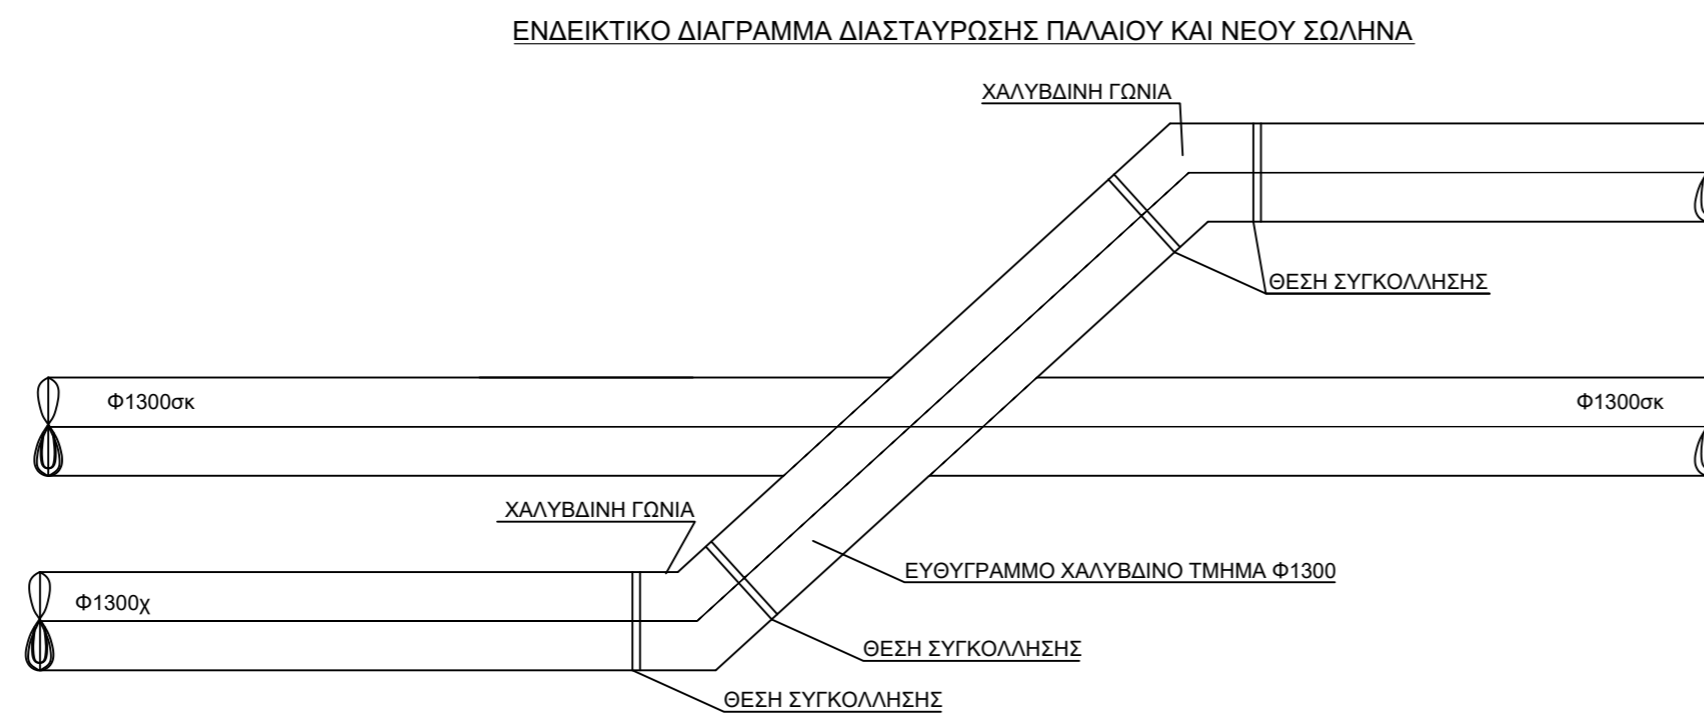 ΕΝΔΕΙΚΤΙΚΟ ΔΙΑΓΡΑΜΜΑ ΔΙΑΣΤΑΥΡΩΣΗΣ ΠΑΛΑΙΟΥ ΚΑΙ ΝΕΟΥ ΣΩΛΗΝΑ
ΧΑΛΥΒΔΙΝΗ ΓΩΝΙΑ
ΘΕΣΗ ΣΥΓΚΟΛΛΗΣΗΣ
Φ1300σκ
Φ1300σκ
ΧΑΛΥΒΔΙΝΗ ΓΩΝΙΑ
ΕΥΘΥΓΡΑΜΜΟ ΧΑΛΥΒΔΙΝΟ ΤΜΗΜΑ Φ1300
Φ1300χ
ΘΕΣΗ ΣΥΓΚΟΛΛΗΣΗΣ
ΘΕΣΗ ΣΥΓΚΟΛΛΗΣΗΣ